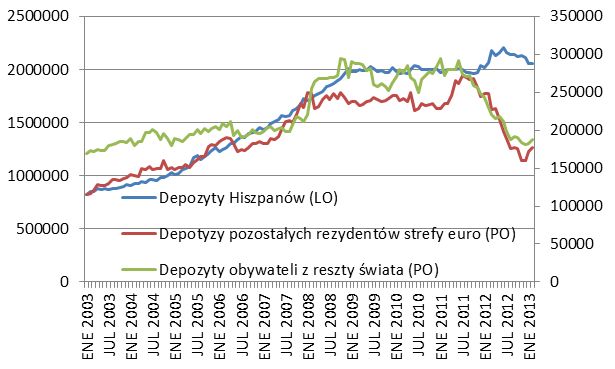 2500000
2000000
1500000
1000000
500000
0
350000
300000
250000
200000
150000
100000
50000
0
Depozyty Hiszpanów (LO)
Depotyzy pozostałych rezydentów strefy euro (PO)
Depozyty obywateli z reszty świata (PO)
ENE 2003
JUL 2003
ENE 2004
JUL 2004
ENE 2005
JUL 2005
ENE 2006
JUL 2006
ENE 2007
JUL 2007
ENE 2008
JUL 2008
ENE 2009
JUL 2009
ENE 2010
JUL 2010
ENE 2011
JUL 2011
ENE 2012
JUL 2012
ENE 2013